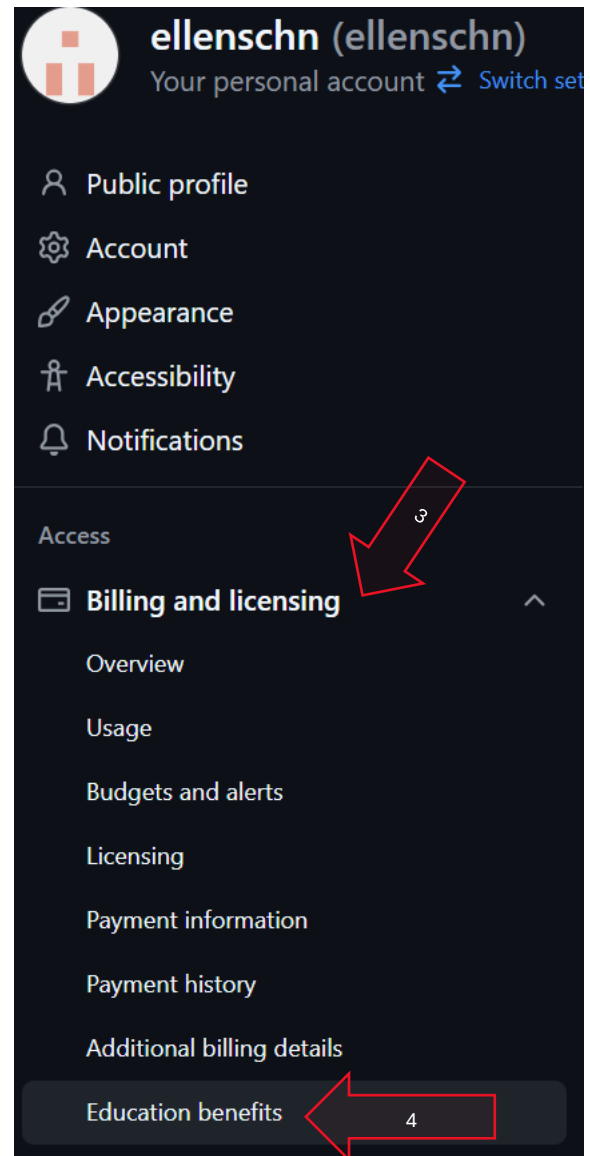 ellenschn (ellenschn)
Your personal account Switch set
Public profile
Account
Appearance
Accessibility
Notifications
3
Access
Billing and licensing
Overview
Usage
Budgets and alerts
Licensing
Payment information
Payment history
Additional billing details
Education benefits 4